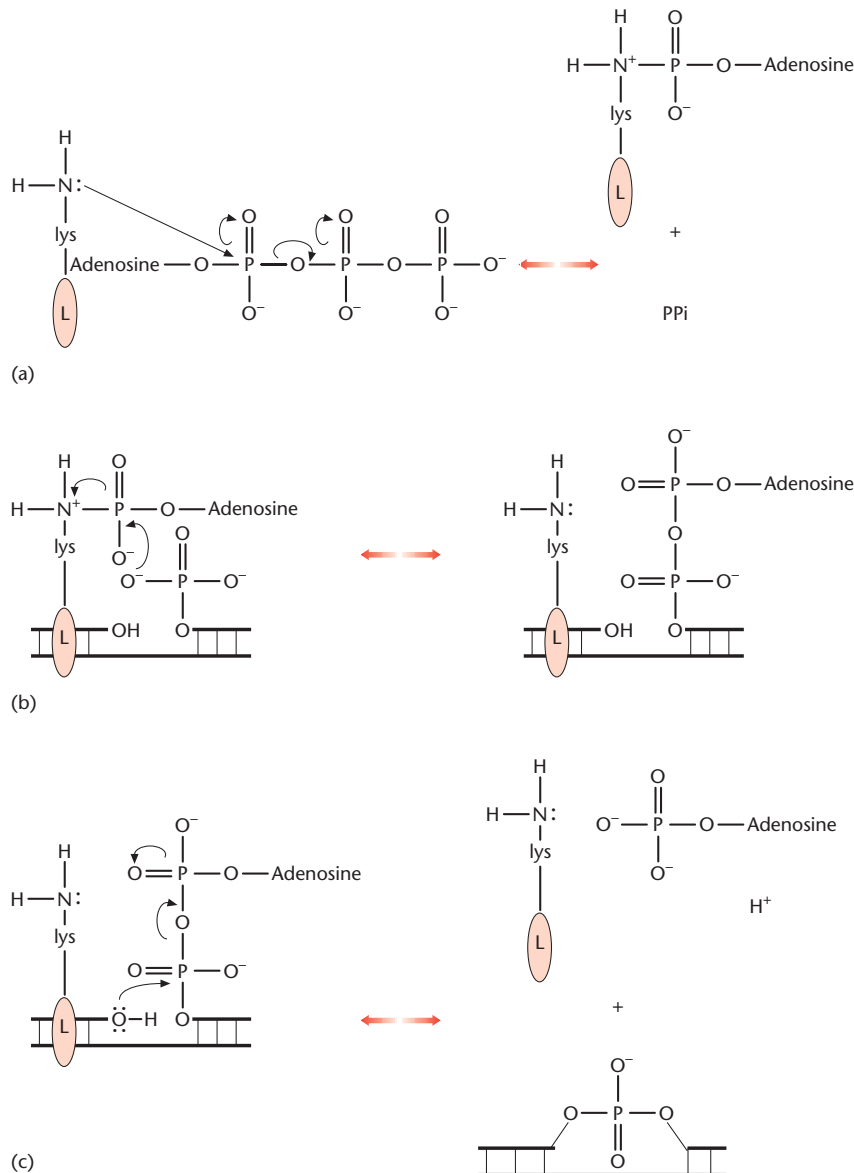 H
H—N:
lys
Adenosine—O—P—O—P—O—P—O⁻
O O O
O⁻ O⁻ O⁻
L
H O
H—N⁺—P—O—Adenosine
lys O⁻
L
+
PPi
(a)
H O
H—N⁺—P—O—Adenosine
lys O⁻ O
O⁻—P—O⁻
L OH O
O⁻
H O=P—O—Adenosine
H—N: O
lys O=P—O⁻
L OH O
(b)
O⁻
H O=P—O—Adenosine
H—N: O
lys O=P—O⁻
L :O—H O
H O
H—N: O⁻—P—O—Adenosine
lys O⁻
H⁺
L
+
O⁻
O—P—O
O
(c)